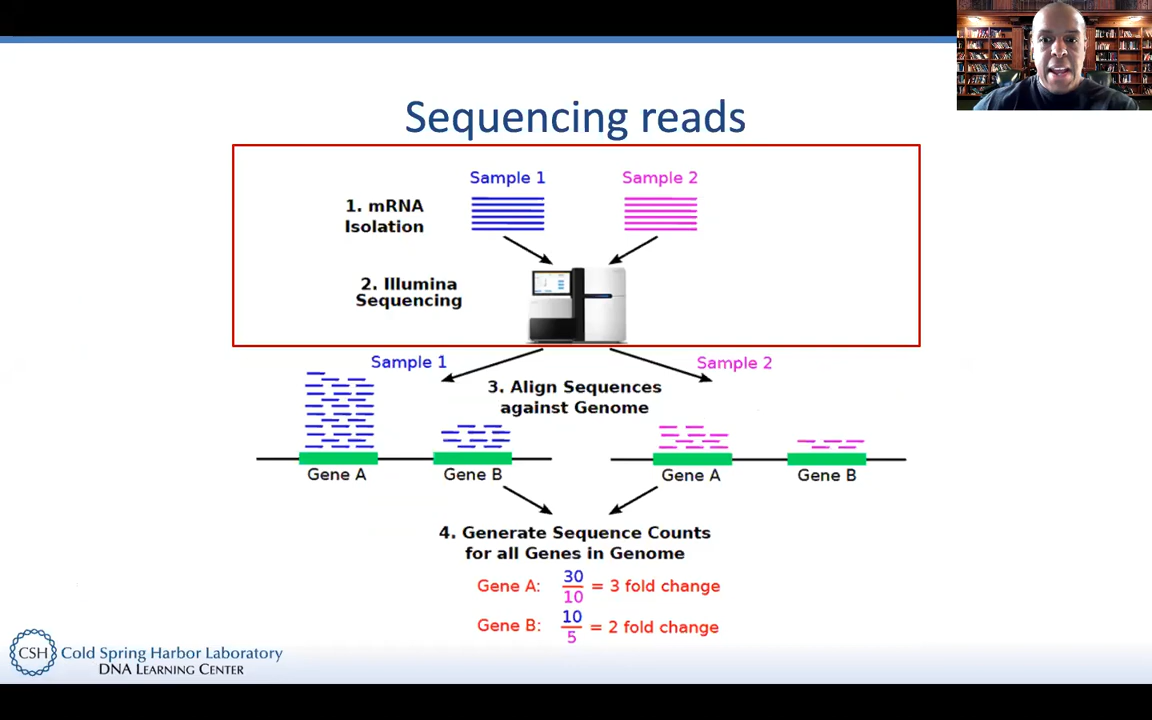 Sequencing reads
Sample 1
Sample 2
1. mRNA
Isolation
2. Illumina
Sequencing
Sample 1
Sample 2
3. Align Sequences
against Genome
Gene A
Gene B
Gene A
Gene B
4. Generate Sequence Counts
for all Genes in Genome
Gene A: 30/10 = 3 fold change
Gene B: 10/5 = 2 fold change
CSH Cold Spring Harbor Laboratory
DNA LEARNING CENTER